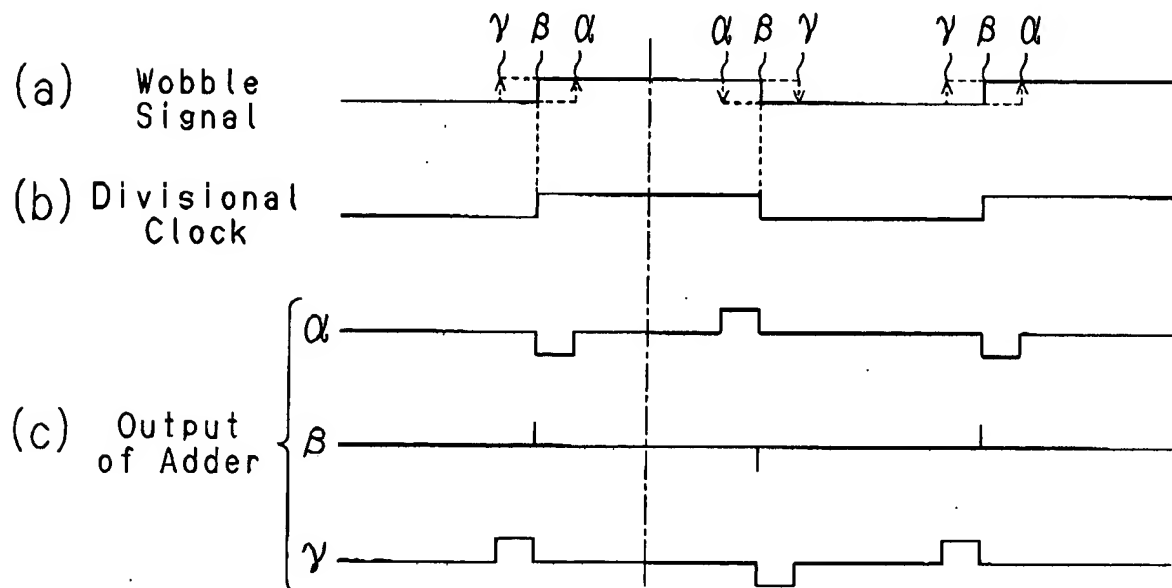 γ β α α β γ γ β α
(a) Wobble
Signal
(b) Divisional
Clock
α
(c) Output
of Adder
β
γ